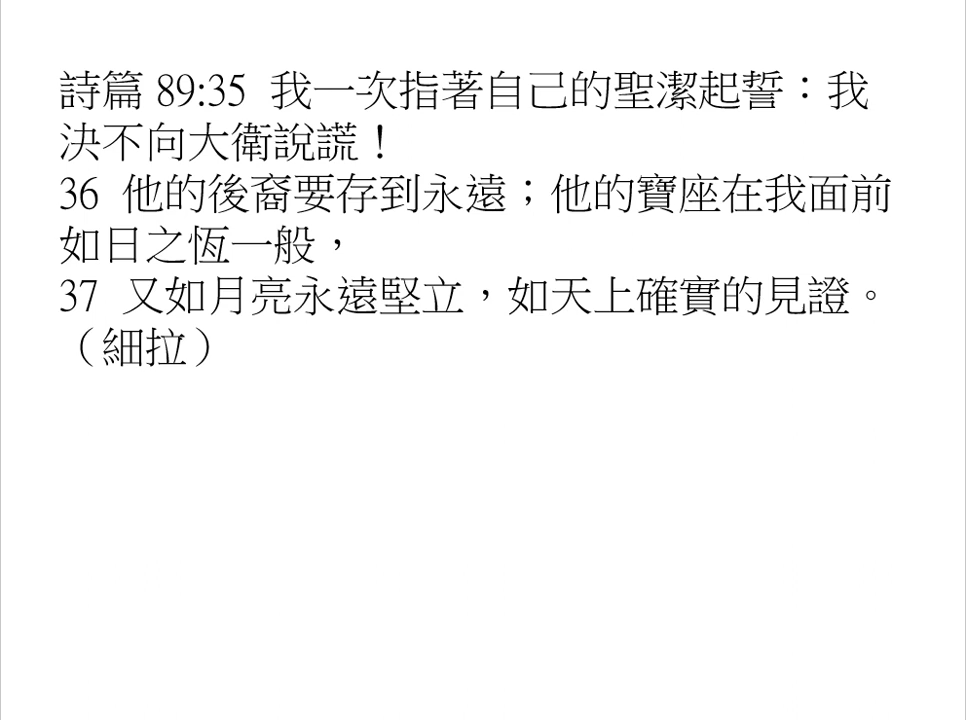 詩篇 89:35  我一次指著自己的聖潔起誓：我
決不向大衛說謊！
36  他的後裔要存到永遠；他的寶座在我面前
如日之恆一般，
37  又如月亮永遠堅立，如天上確實的見證。
（細拉）